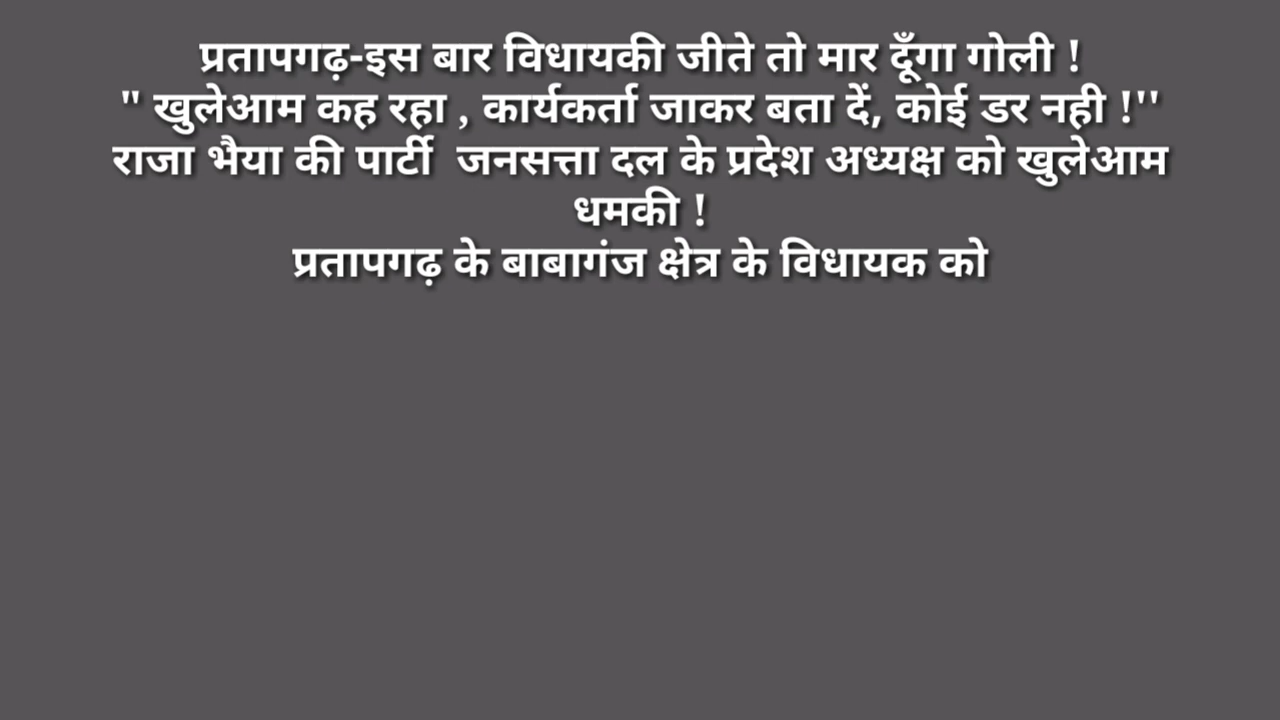 प्रतापगढ़-इस बार विधायकी जीते तो मार दूँगा गोली !
" खुलेआम कह रहा , कार्यकर्ता जाकर बता दें, कोई डर नही !''
राजा भैया की पार्टी  जनसत्ता दल के प्रदेश अध्यक्ष को खुलेआम
धमकी !
प्रतापगढ़ के बाबागंज क्षेत्र के विधायक को